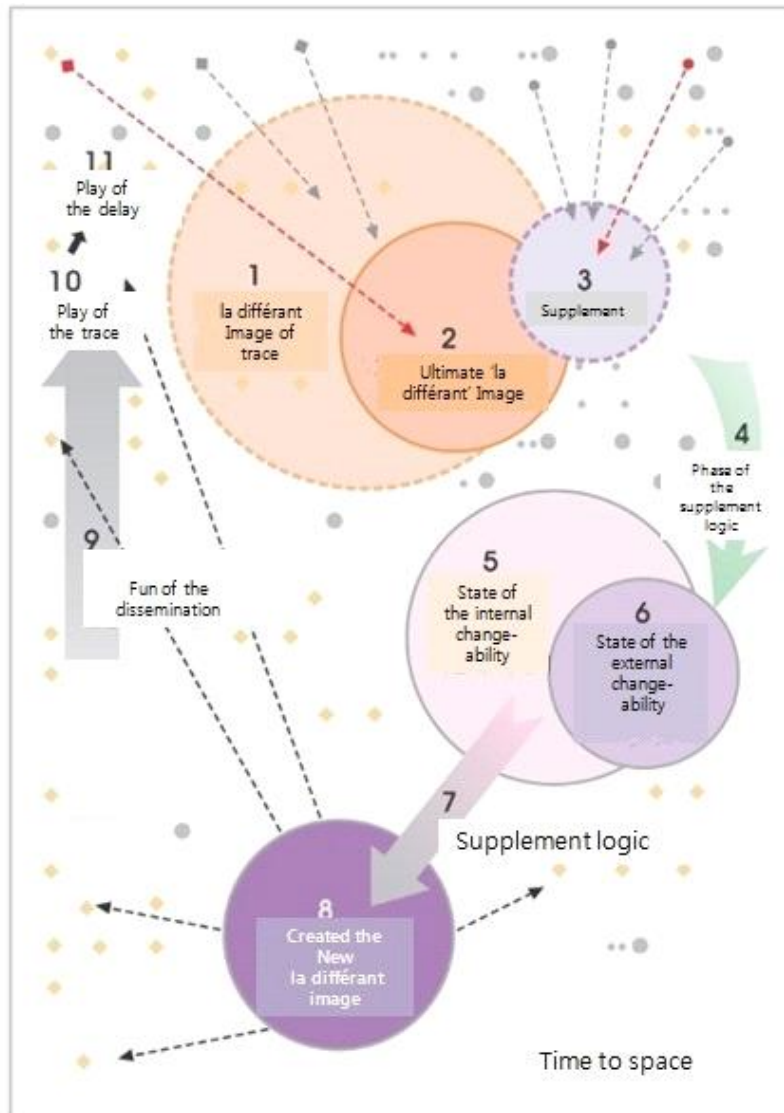 11
Play of
the delay
10
Play of
the trace
1
la différant
Image of
trace
2
Ultimate ‘la
différant’ Image
3
Supplement
4
Phase of
the
supplement
logic
5
State of
the internal
change-
ability
6
State of the
external
change-
ability
9
Fun of the
dissemination
7
Supplement logic
8
Created the
New
la différant
image
Time to space